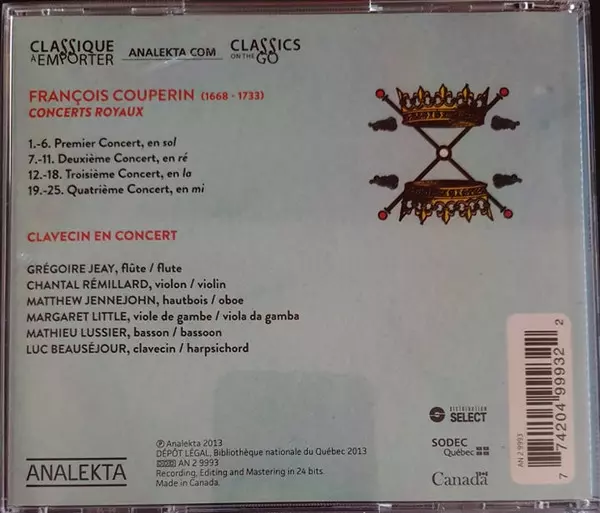 CLASSIQUE
À EMPORTER
ANALEKTA COM
CLASSICS
ON THE GO
FRANÇOIS COUPERIN (1668 - 1733)
CONCERTS ROYAUX
1.-6. Premier Concert, en sol
7.-11. Deuxième Concert, en ré
12.-18. Troisième Concert, en la
19.-25. Quatrième Concert, en mi
CLAVECIN EN CONCERT
GRÉGOIRE JEAY, flûte / flute
CHANTAL RÉMILLARD, violon / violin
MATTHEW JENNEJOHN, hautbois / oboe
MARGARET LITTLE, viole de gambe / viola da gamba
MATHIEU LUSSIER, basson / bassoon
LUC BEAUSÉJOUR, clavecin / harpsichord
ANALEKTA
℗ Analekta 2013
DÉPÔT LÉGAL, Bibliothèque nationale du Québec 2013
AN 2 9993
Recording, Editing and Mastering in 24 bits.
Made in Canada.
DISTRIBUTION
SELECT
SODEC
Québec
Canada
AN 2 9993
7 74204 99932 2